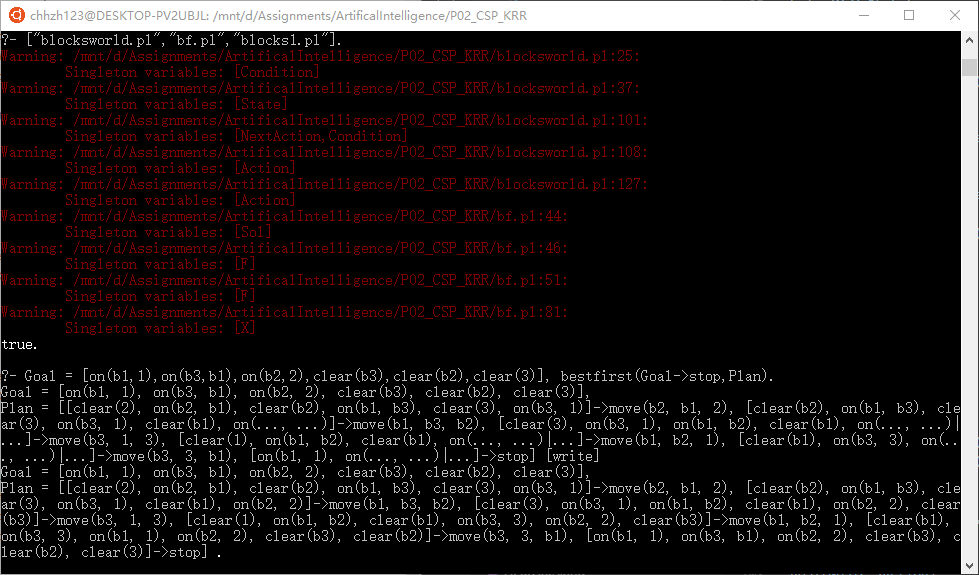 chhzh123@DESKTOP-PV2UBJL: /mnt/d/Assignments/ArtificalIntelligence/P02_CSP_KRR
?- ["blocksworld.pl","bf.pl","blocks1.pl"].
Warning: /mnt/d/Assignments/ArtificalIntelligence/P02_CSP_KRR/blocksworld.pl:25:
        Singleton variables: [Condition]
Warning: /mnt/d/Assignments/ArtificalIntelligence/P02_CSP_KRR/blocksworld.pl:37:
        Singleton variables: [State]
Warning: /mnt/d/Assignments/ArtificalIntelligence/P02_CSP_KRR/blocksworld.pl:101:
        Singleton variables: [NextAction,Condition]
Warning: /mnt/d/Assignments/ArtificalIntelligence/P02_CSP_KRR/blocksworld.pl:103:
        Singleton variables: [Action]
Warning: /mnt/d/Assignments/ArtificalIntelligence/P02_CSP_KRR/blocksworld.pl:127:
        Singleton variables: [Action]
Warning: /mnt/d/Assignments/ArtificalIntelligence/P02_CSP_KRR/bf.pl:44:
        Singleton variables: [Sol]
Warning: /mnt/d/Assignments/ArtificalIntelligence/P02_CSP_KRR/bf.pl:46:
        Singleton variables: [F]
Warning: /mnt/d/Assignments/ArtificalIntelligence/P02_CSP_KRR/bf.pl:51:
        Singleton variables: [F]
Warning: /mnt/d/Assignments/ArtificalIntelligence/P02_CSP_KRR/bf.pl:81:
        Singleton variables: [X]
true.
?- Goal = [on(b1,1),on(b3,b1),on(b2,2),clear(b3),clear(b2),clear(3)], bestfirst(Goal->stop,Plan).
Goal = [on(b1, 1), on(b3, b1), on(b2, 2), clear(b3), clear(b2), clear(3)],
Plan = [[clear(2), on(b2, b1), clear(b2), on(b1, b3), clear(3), on(b3, 1)]->move(b2, b1, 2), [clear(b2), on(b1, b3), cle
ar(3), on(b3, 1), clear(b1), on(..., ...)]->move(b1, b3, b2), [clear(3), on(b3, 1), on(b1, b2), clear(b1), on(..., ...)|
...]->move(b3, 1, 3), [clear(1), on(b1, b2), clear(b1), on(..., ...)|...]->move(b1, b2, 1), [clear(b1), on(b3, 3), on(..
., ...)|...]->move(b3, 3, b1), [on(b1, 1), on(..., ...)|...]->stop] [write]
Goal = [on(b1, 1), on(b3, b1), on(b2, 2), clear(b3), clear(b2), clear(3)],
Plan = [[clear(2), on(b2, b1), clear(b2), on(b1, b3), clear(3), on(b3, 1)]->move(b2, b1, 2), [clear(b2), on(b1, b3), cle
ar(3), on(b3, 1), clear(b1), on(b2, 2)]->move(b1, b3, b2), [clear(3), on(b3, 1), on(b1, b2), clear(b1), on(b2, 2), clear
(b3)]->move(b3, 1, 3), [clear(1), on(b1, b2), clear(b1), on(b3, 3), on(b2, 2), clear(b3)]->move(b1, b2, 1), [clear(b1),
on(b3, 3), on(b1, 1), on(b2, 2), clear(b3), clear(b2)]->move(b3, 3, b1), [on(b1, 1), on(b3, b1), on(b2, 2), clear(b3), c
lear(b2), clear(3)]->stop] .